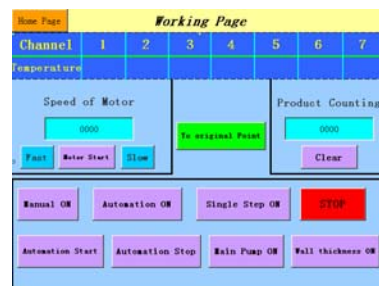 Home Page
Working Page
Channel 1 2 3 4 5 6 7
Temperature
Speed of Motor
Product Counting
0000
0000
To original Point
Fast Motor Start Slow
Clear
Manual ON Automation ON Single Step ON STOP
Automation Start Automation Stop Main Pump ON Wall thickness ON